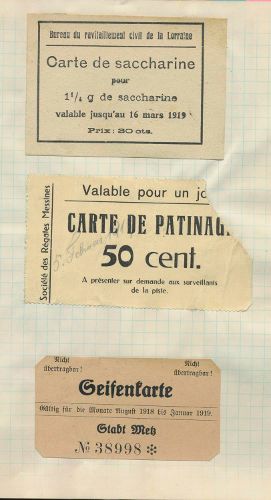 Bureau du ravitaillement civil de la Lorraine
Carte de saccharine
pour
1¼ g de saccharine
valable jusqu'au 16 mars 1919
Prix: 30 cts.
Société des Régates Messines
Valable pour un jo
CARTE DE PATINAG
50 cent.
5. Februar
A présenter sur demande aux surveillants
de la piste.
Nicht übertragbar!
Nicht übertragbar!
Seifenkarte
Gültig für die Monate August 1918 bis Januar 1919.
Stadt Metz
№ 38998 ✻